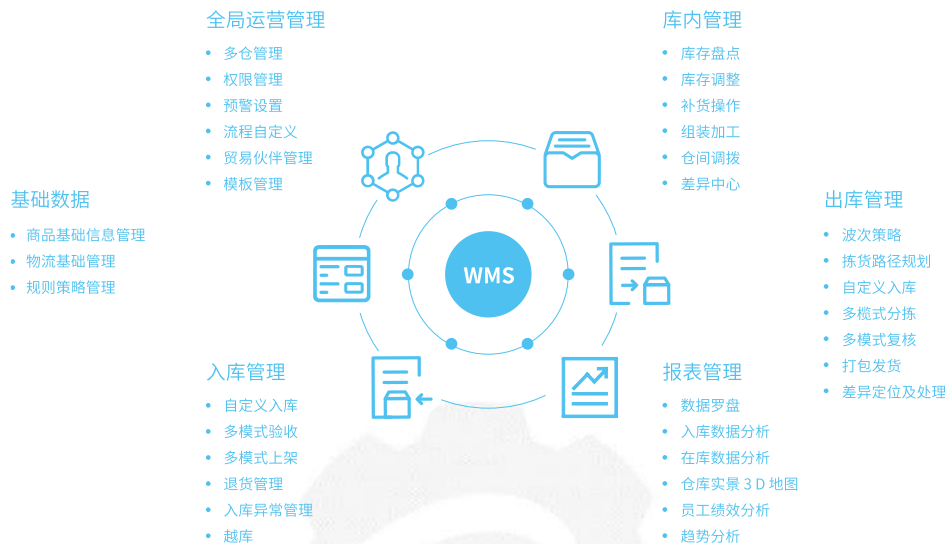 全局运营管理
多仓管理
权限管理
预警设置
流程自定义
贸易伙伴管理
模板管理
库内管理
库存盘点
库存调整
补货操作
组装加工
仓间调拨
差异中心
基础数据
商品基础信息管理
物流基础管理
规则策略管理
WMS
出库管理
波次策略
拣货路径规划
自定义入库
多榄式分拣
多模式复核
打包发货
差异定位及处理
入库管理
自定义入库
多模式验收
多模式上架
退货管理
入库异常管理
越库
报表管理
数据罗盘
入库数据分析
在库数据分析
仓库实景 3 D 地图
员工绩效分析
趋势分析